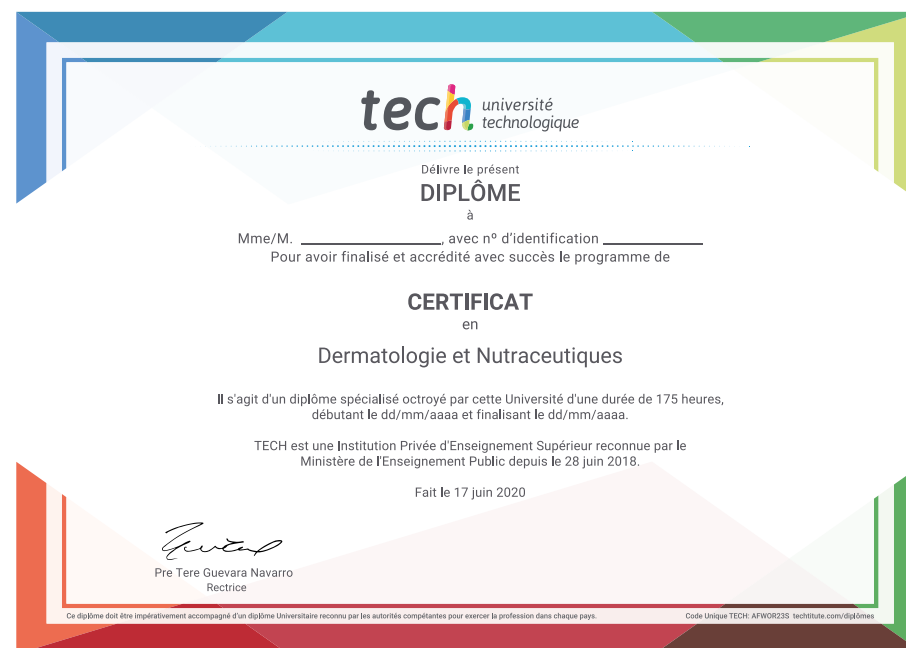 tech université
technologique
Délivre le présent
DIPLÔME
à
Mme/M. ____________________, avec nº d'identification ______________
Pour avoir finalisé et accrédité avec succès le programme de
CERTIFICAT
en
Dermatologie et Nutraceutiques
Il s'agit d'un diplôme spécialisé octroyé par cette Université d'une durée de 175 heures,
débutant le dd/mm/aaaa et finalisant le dd/mm/aaaa.
TECH est une Institution Privée d'Enseignement Supérieur reconnue par le
Ministère de l'Enseignement Public depuis le 28 juin 2018.
Fait le 17 juin 2020
Pre Tere Guevara Navarro
Rectrice
Ce diplôme doit être impérativement accompagné d'un diplôme Universitaire reconnu par les autorités compétentes pour exercer la profession dans chaque pays.
Code Unique TECH: AFWOR23S techtitute.com/diplômes